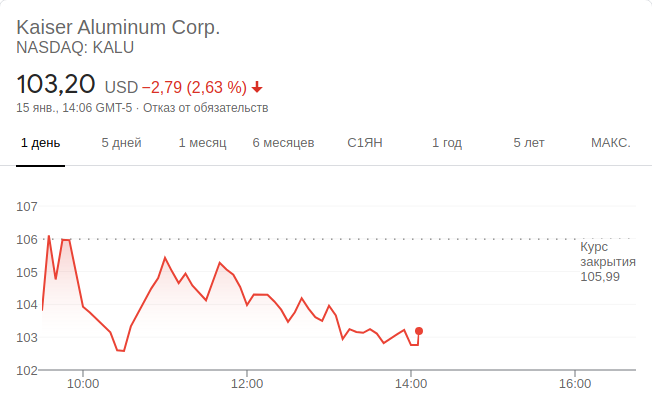 Kaiser Aluminum Corp.
NASDAQ: KALU
103,20 USD −2,79 (2,63 %)
15 янв., 14:06 GMT-5 · Отказ от обязательств
1 день 5 дней 1 месяц 6 месяцев С1ЯН 1 год 5 лет МАКС.
107
106
Курс
закрытия
105,99
105
104
103
102
10:00 12:00 14:00 16:00